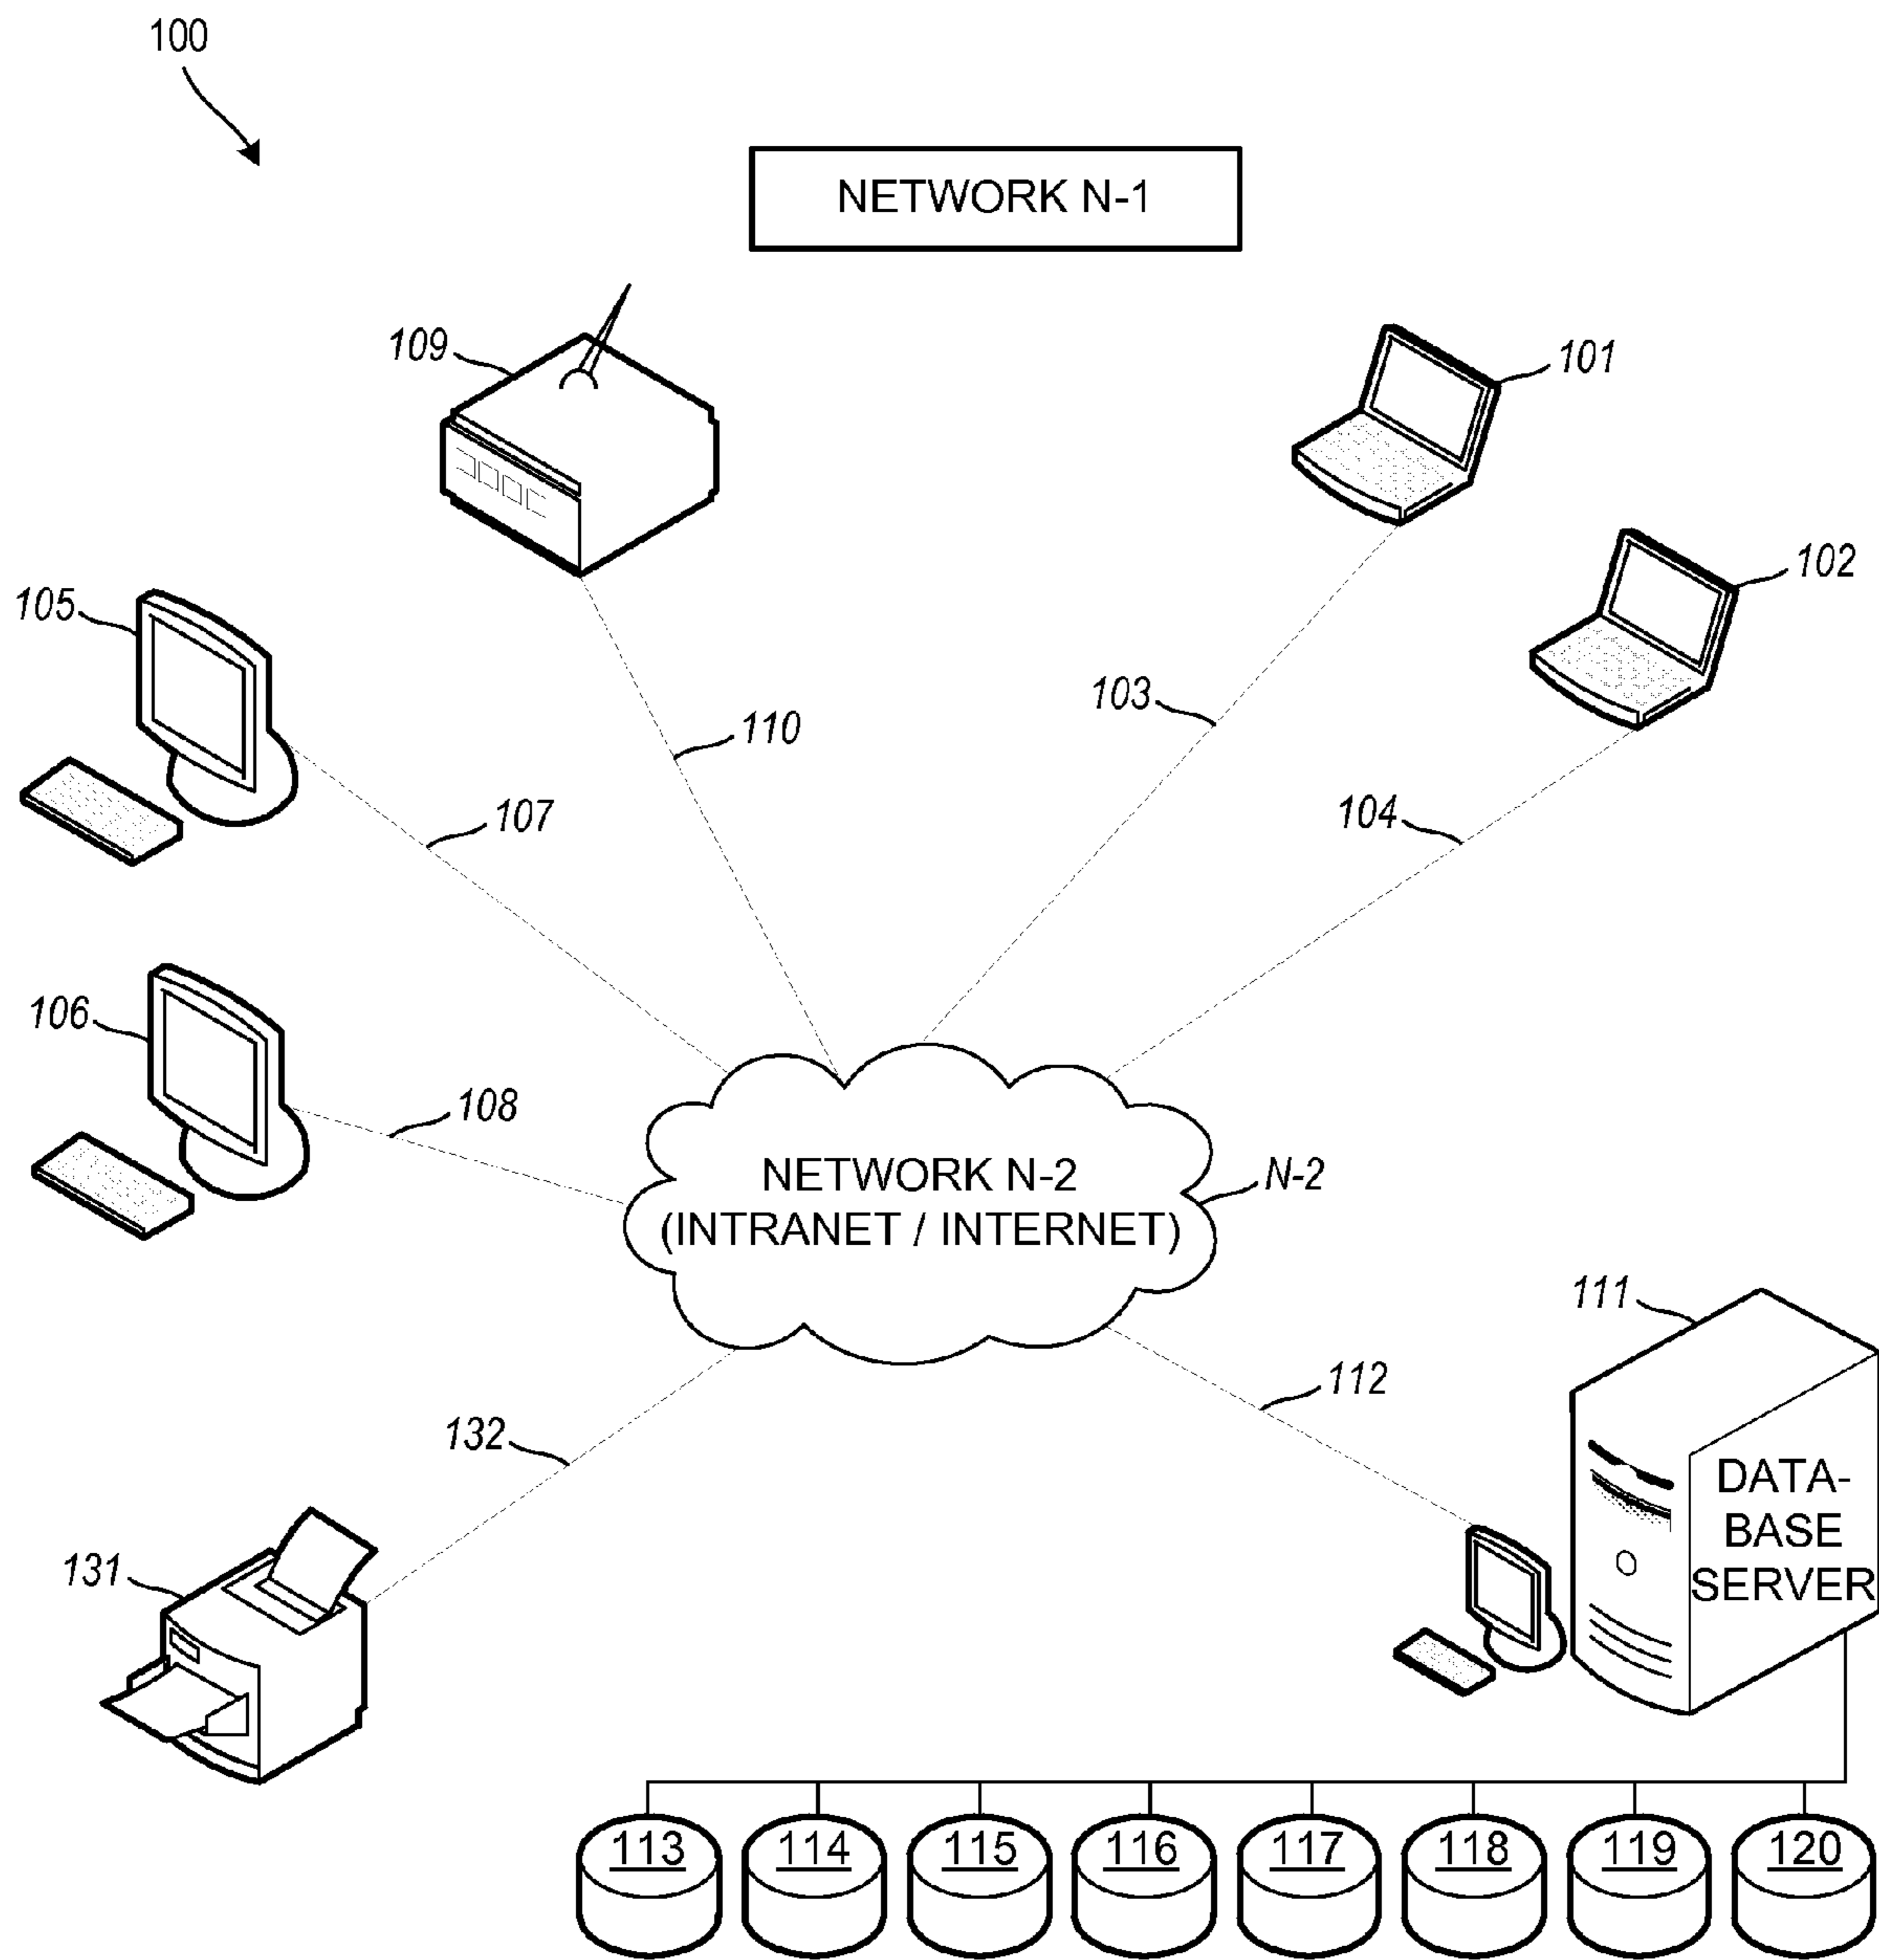 100
NETWORK N-1
109
101
102
105
103
110
107
104
106
108
NETWORK N-2
(INTRANET / INTERNET)
N-2
111
112
132
DATA-
BASE
SERVER
131
113 114 115 116 117 118 119 120